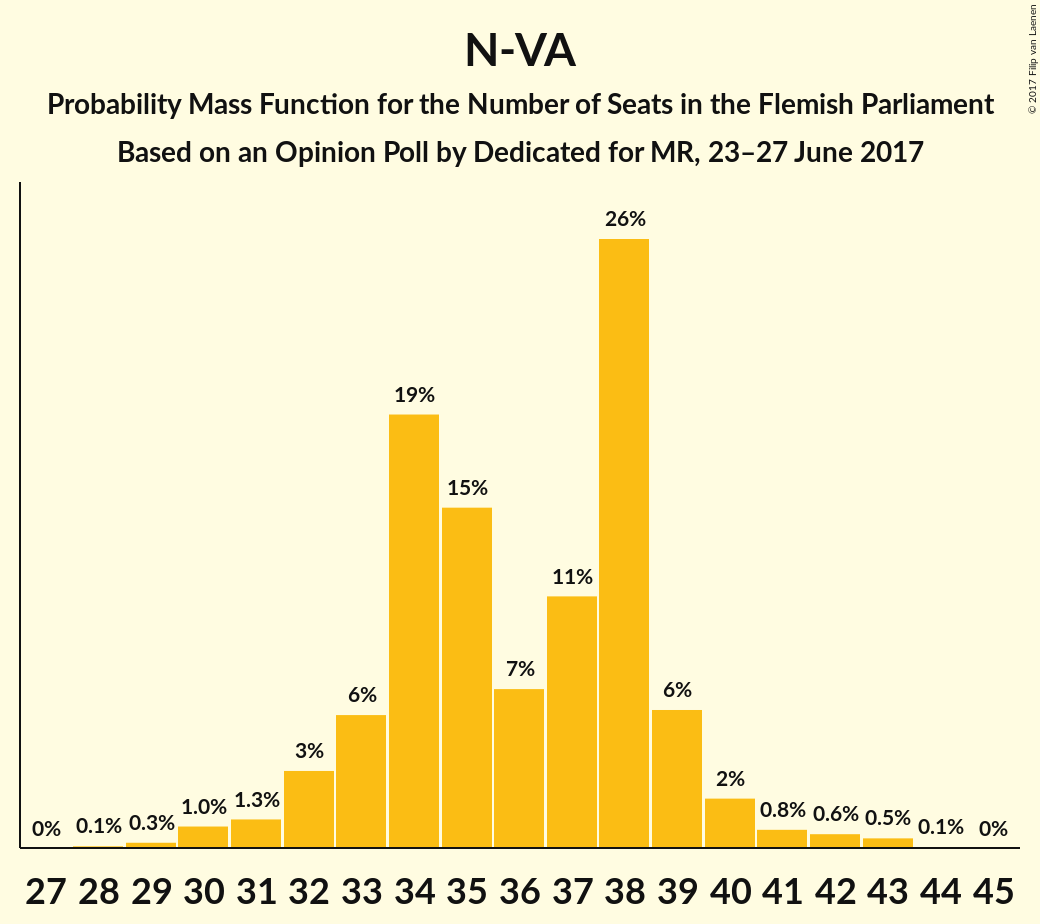 N-VA
Probability Mass Function for the Number of Seats in the Flemish Parliament
Based on an Opinion Poll by Dedicated for MR, 23–27 June 2017
© 2017 Filip van Laenen
0% 0.1% 0.3% 1.0% 1.3% 3% 6% 19% 15% 7% 11% 26% 6% 2% 0.8% 0.6% 0.5% 0.1% 0%
27 28 29 30 31 32 33 34 35 36 37 38 39 40 41 42 43 44 45